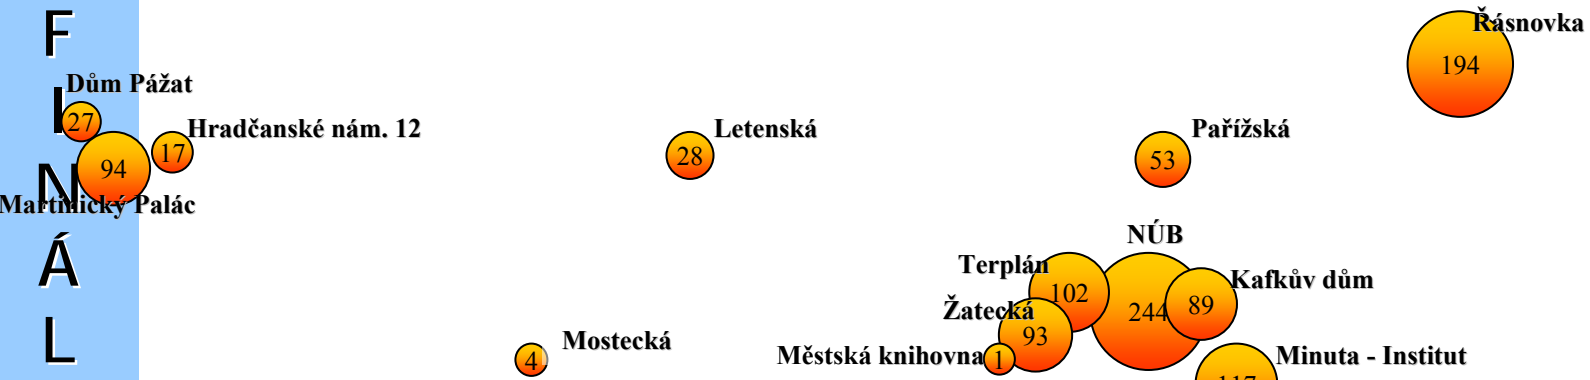 F
I
N
Á
L
Řásnovka
194
Dům Pážat
27
Hradčanské nám. 12
17
94
Martinický Palác
Letenská
28
Pařížská
53
NÚB
244
Terplán
102
Kafkův dům
89
Žatecká
93
Mostecká
4
Městská knihovna
1
Minuta - Institut
117